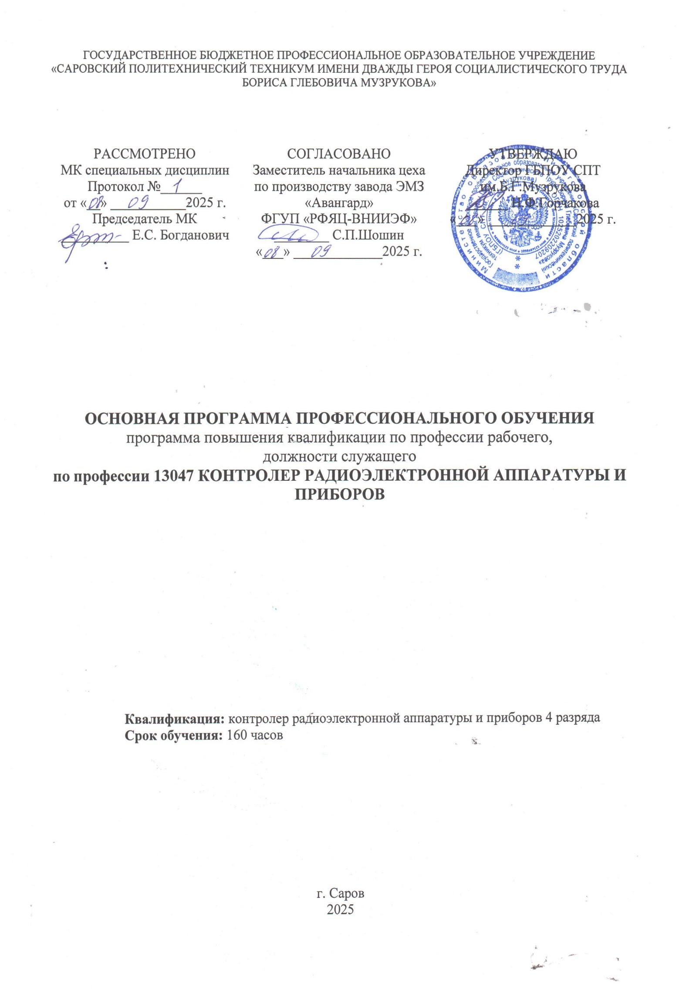 ГОСУДАРСТВЕННОЕ БЮДЖЕТНОЕ ПРОФЕССИОНАЛЬНОЕ ОБРАЗОВАТЕЛЬНОЕ УЧРЕЖДЕНИЕ
«САРОВСКИЙ ПОЛИТЕХНИЧЕСКИЙ ТЕХНИКУМ ИМЕНИ ДВАЖДЫ ГЕРОЯ СОЦИАЛИСТИЧЕСКОГО ТРУДА
БОРИСА ГЛЕБОВИЧА МУЗРУКОВА»
РАССМОТРЕНО
МК специальных дисциплин
Протокол № 1
от «08» 09 2025 г.
Председатель МК
Е.С. Богданович
СОГЛАСОВАНО
Заместитель начальника цеха
по производству завода ЭМЗ
«Авангард»
ФГУП «РФЯЦ-ВНИИЭФ»
С.П.Шошин
«08» 09 2025 г.
УТВЕРЖДАЮ
Директор ГБПОУ СПТ
им.Б.Г.Музрукова
Н.Ф.Горчакова
«08» 2025 г.
ОСНОВНАЯ ПРОГРАММА ПРОФЕССИОНАЛЬНОГО ОБУЧЕНИЯ
программа повышения квалификации по профессии рабочего,
должности служащего
по профессии 13047 КОНТРОЛЕР РАДИОЭЛЕКТРОННОЙ АППАРАТУРЫ И
ПРИБОРОВ
Квалификация: контролер радиоэлектронной аппаратуры и приборов 4 разряда
Срок обучения: 160 часов
г. Саров
2025